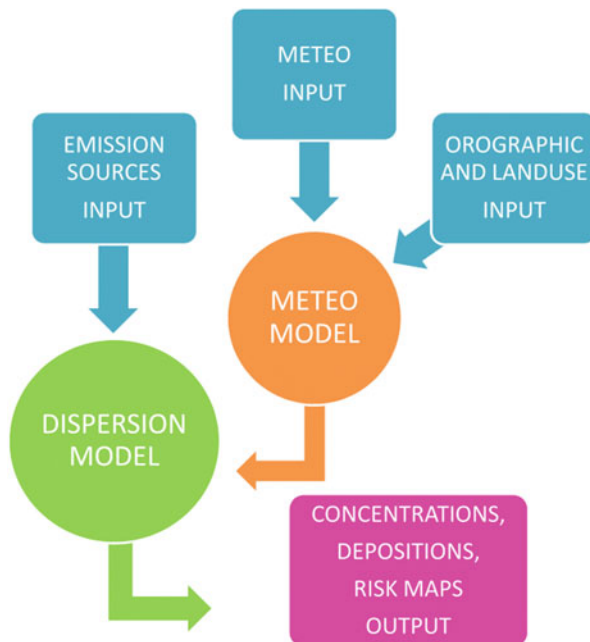 METEO
INPUT
EMISSION
SOURCES
INPUT
OROGRAPHIC
AND LANDUSE
INPUT
METEO
MODEL
DISPERSION
MODEL
CONCENTRATIONS,
DEPOSITIONS,
RISK MAPS
OUTPUT